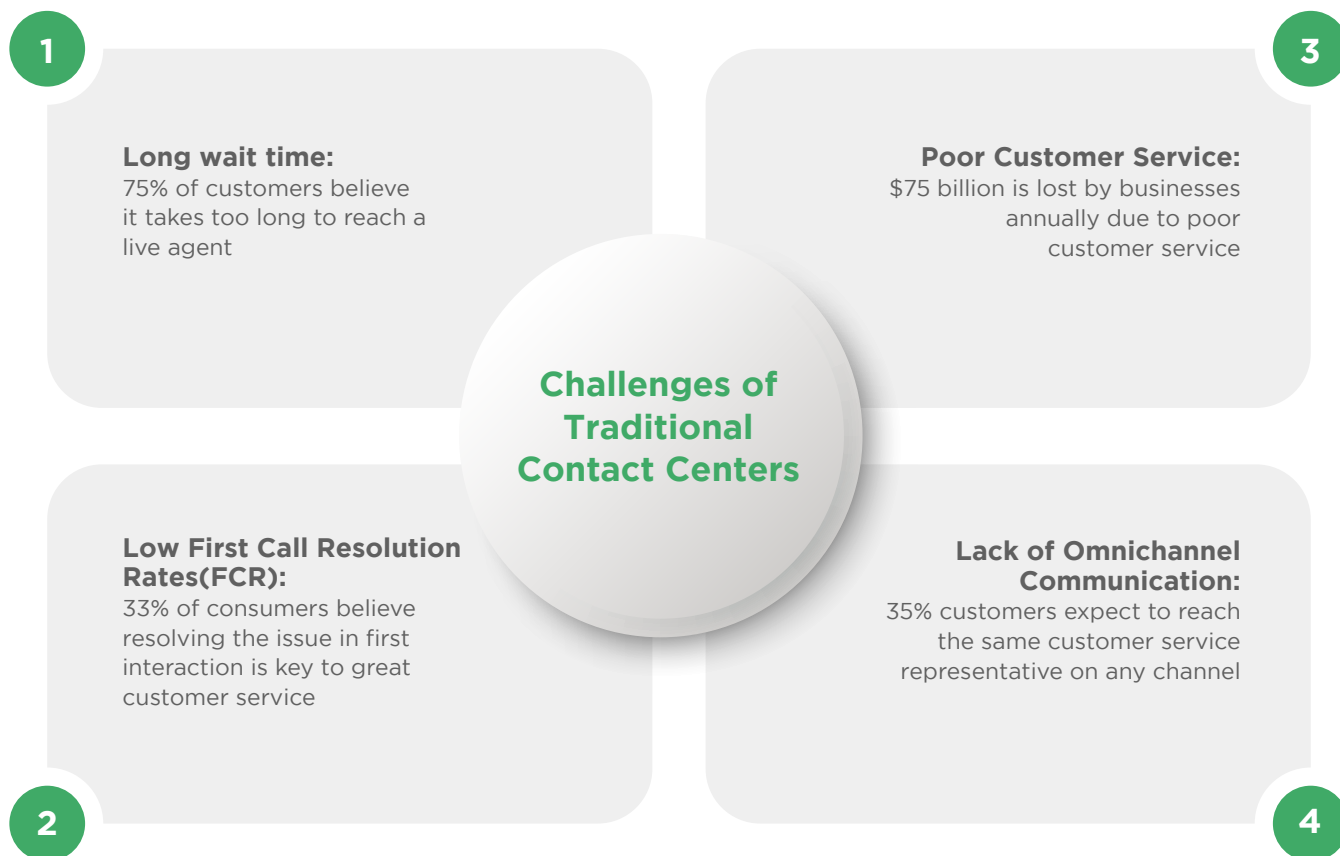 1
Long wait time:
75% of customers believe
it takes too long to reach a
live agent
2
Low First Call Resolution
Rates(FCR):
33% of consumers believe
resolving the issue in first
interaction is key to great
customer service
Challenges of
Traditional
Contact Centers
3
Poor Customer Service:
$75 billion is lost by businesses
annually due to poor
customer service
4
Lack of Omnichannel
Communication:
35% customers expect to reach
the same customer service
representative on any channel